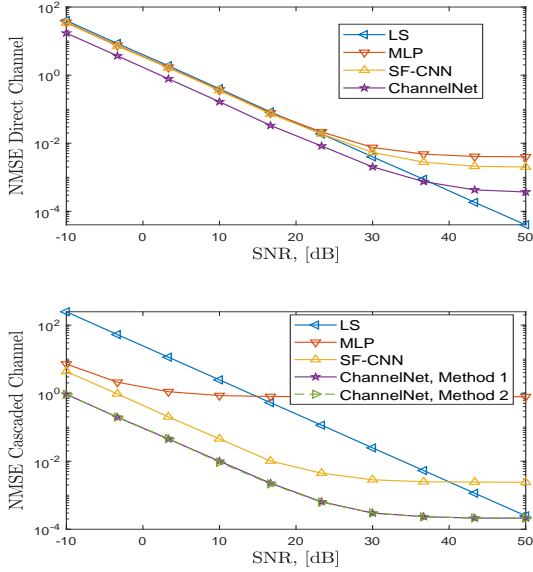 NMSE Direct Channel
10^2
10^0
10^-2
10^-4
LS
MLP
SF-CNN
ChannelNet
-10 0 10 20 30 40 50
SNR, [dB]
NMSE Cascaded Channel
10^2
10^0
10^-2
10^-4
LS
MLP
SF-CNN
ChannelNet, Method 1
ChannelNet, Method 2
-10 0 10 20 30 40 50
SNR, [dB]